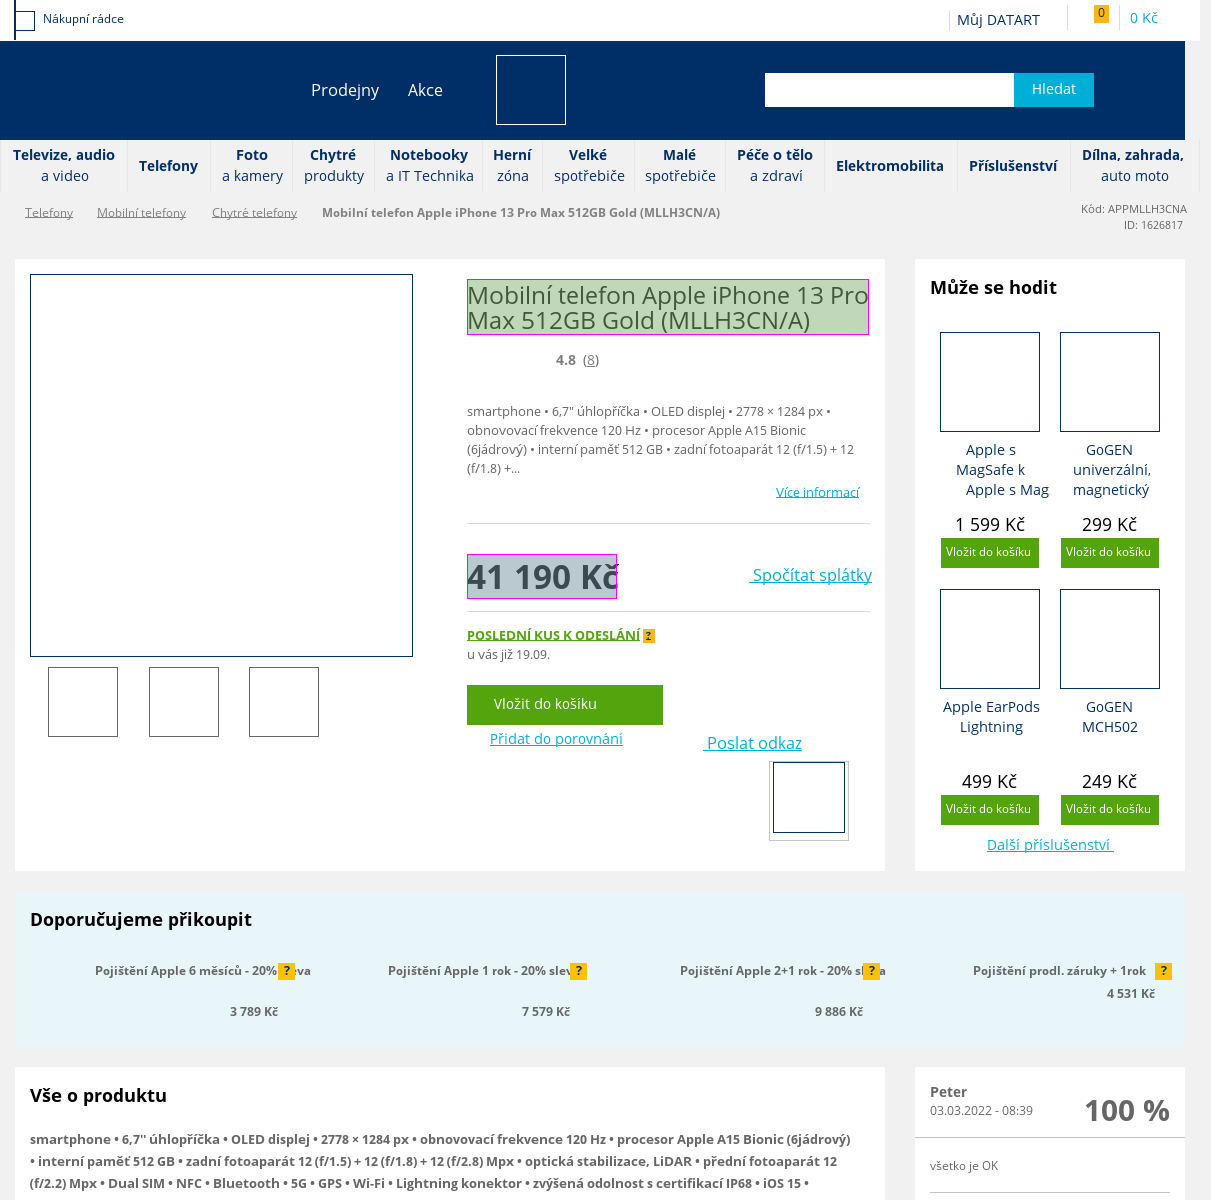 Nákupní rádce
Můj DATART
0
0 Kč
Prodejny
Akce
Hledat
Televize, audio
a video
Telefony
Foto
a kamery
Chytré
produkty
Notebooky
a IT Technika
Herní
zóna
Velké
spotřebiče
Malé
spotřebiče
Péče o tělo
a zdraví
Elektromobilita
Příslušenství
Dílna, zahrada,
auto moto
Telefony
Mobilní telefony
Chytré telefony
Mobilní telefon Apple iPhone 13 Pro Max 512GB Gold (MLLH3CN/A)
Kód: APPMLLH3CNA
ID: 1626817
Mobilní telefon Apple iPhone 13 Pro
Max 512GB Gold (MLLH3CN/A)
4.8 (8)
smartphone • 6,7" úhlopříčka • OLED displej • 2778 × 1284 px •
obnovovací frekvence 120 Hz • procesor Apple A15 Bionic
(6jádrový) • interní paměť 512 GB • zadní fotoaparát 12 (f/1.5) + 12
(f/1.8) +...
Více informací
41 190 Kč
Spočítat splátky
POSLEDNÍ KUS K ODESLÁNÍ ?
u vás již 19.09.
Vložit do košíku
Přidat do porovnání
Poslat odkaz
Může se hodit
Apple s
MagSafe k
Apple s Mag
1 599 Kč
Vložit do košíku
GoGEN
univerzální,
magnetický
299 Kč
Vložit do košíku
Apple EarPods
Lightning
499 Kč
Vložit do košíku
GoGEN
MCH502
249 Kč
Vložit do košíku
Další příslušenství
Doporučujeme přikoupit
Pojištění Apple 6 měsíců - 20% ?
3 789 Kč
Pojištění Apple 1 rok - 20% ?
7 579 Kč
Pojištění Apple 2+1 rok - 20% ?
9 886 Kč
Pojištění prodl. záruky + 1rok ?
4 531 Kč
Vše o produktu
smartphone • 6,7'' úhlopříčka • OLED displej • 2778 × 1284 px • obnovovací frekvence 120 Hz • procesor Apple A15 Bionic (6jádrový)
• interní paměť 512 GB • zadní fotoaparát 12 (f/1.5) + 12 (f/1.8) + 12 (f/2.8) Mpx • optická stabilizace, LiDAR • přední fotoaparát 12
(f/2.2) Mpx • Dual SIM • NFC • Bluetooth • 5G • GPS • Wi-Fi • Lightning konektor • zvýšená odolnost s certifikací IP68 • iOS 15 •
Peter
03.03.2022 - 08:39
100 %
všetko je OK